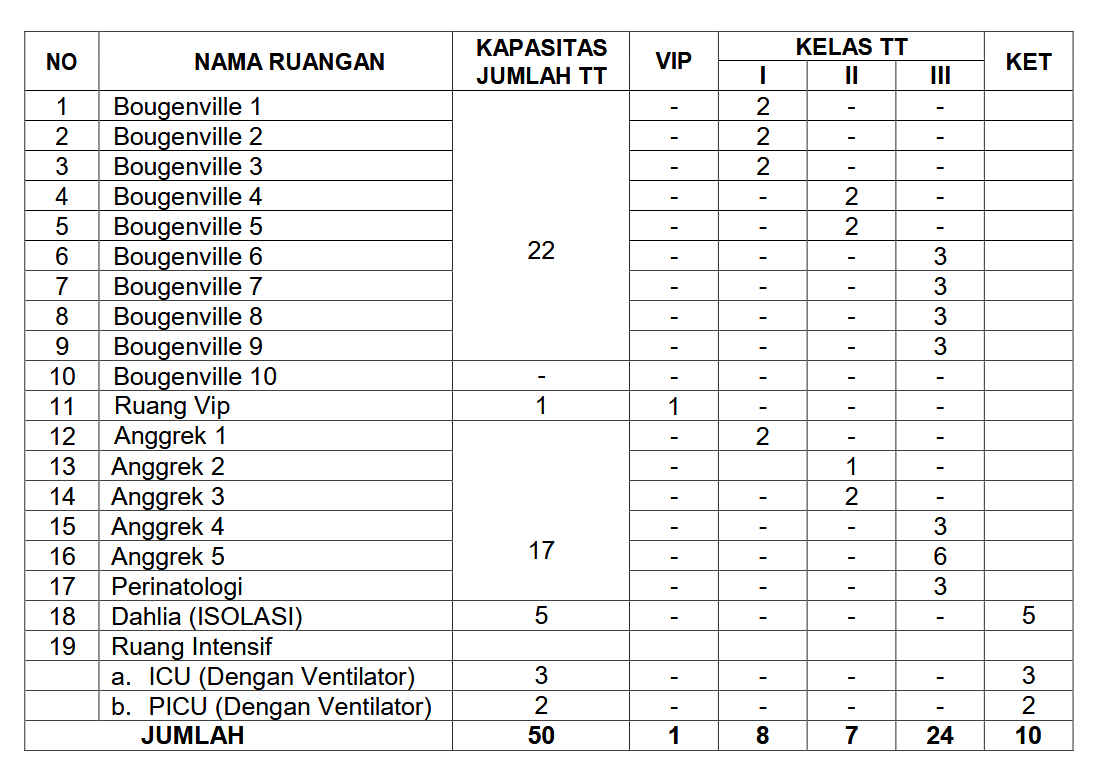 NO NAMA RUANGAN KAPASITAS JUMLAH TT VIP KELAS TT KET
I II III
1 Bougenville 1 - 2 - -
2 Bougenville 2 - 2 - -
3 Bougenville 3 - 2 - -
4 Bougenville 4 - - 2 -
5 Bougenville 5 - - 2 -
22
6 Bougenville 6 - - - 3
7 Bougenville 7 - - - 3
8 Bougenville 8 - - - 3
9 Bougenville 9 - - - 3
10 Bougenville 10 - - - - -
11 Ruang Vip 1 1 - - -
12 Anggrek 1 - 2 - -
13 Anggrek 2 - 1 -
14 Anggrek 3 - - 2 -
15 Anggrek 4 - - - 3
17
16 Anggrek 5 - - - 6
17 Perinatologi - - - 3
18 Dahlia (ISOLASI) 5 - - - - 5
19 Ruang Intensif
a. ICU (Dengan Ventilator) 3 - - - - 3
b. PICU (Dengan Ventilator) 2 - - - - 2
JUMLAH 50 1 8 7 24 10